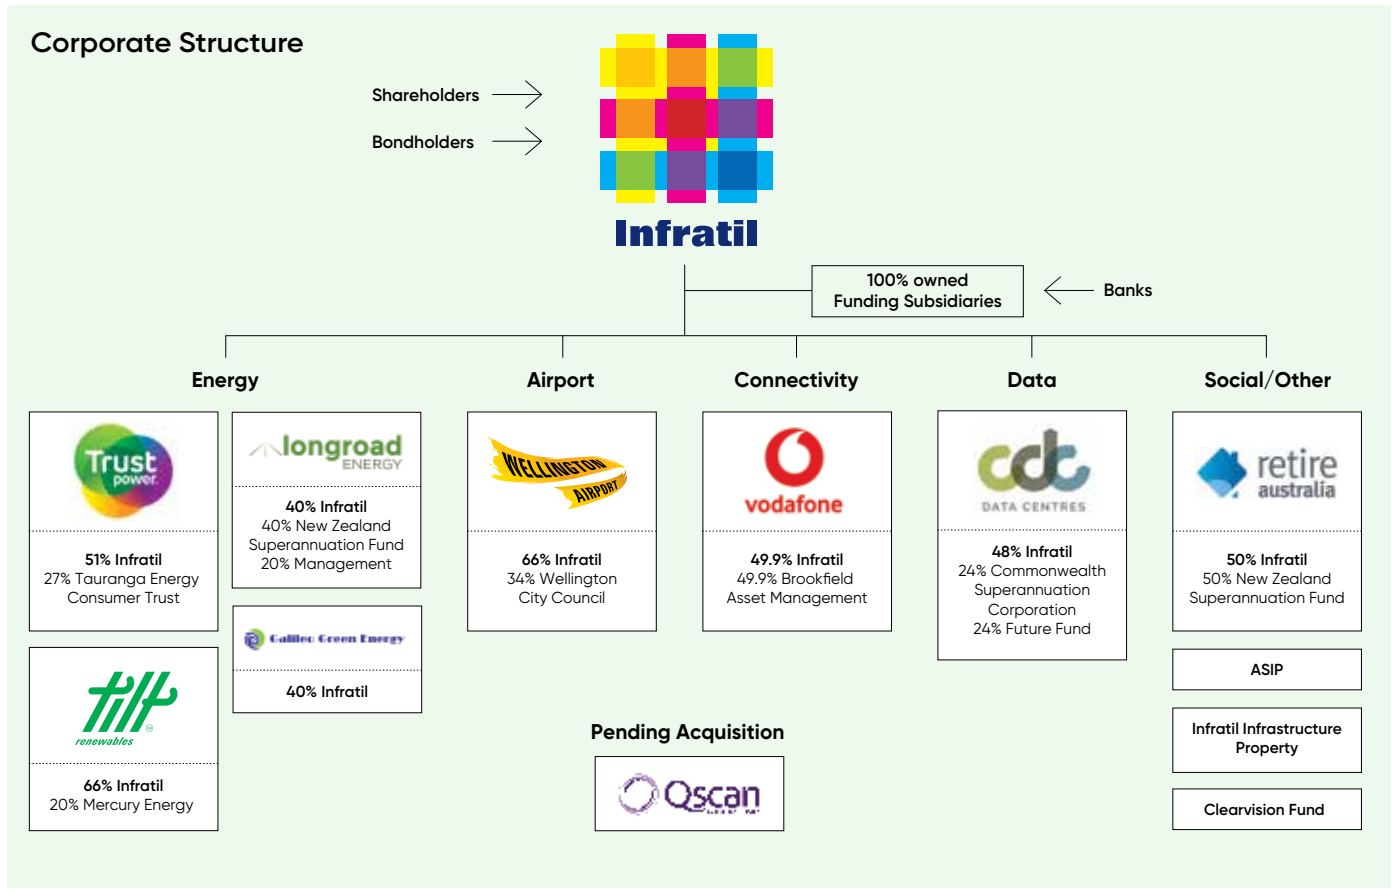 Corporate Structure
Shareholders
Bondholders
Infratil
100% owned
Funding Subsidiaries
Banks
Energy
Airport
Connectivity
Data
Social/Other
Trust
power.
51% Infratil
27% Tauranga Energy
Consumer Trust
longroad
ENERGY
40% Infratil
40% New Zealand
Superannuation Fund
20% Management
Galileo Green Energy
40% Infratil
tilt
renewables
66% Infratil
20% Mercury Energy
WELLINGTON
AIRPORT
66% Infratil
34% Wellington
City Council
vodafone
49.9% Infratil
49.9% Brookfield
Asset Management
cdc
DATA CENTRES
48% Infratil
24% Commonwealth
Superannuation
Corporation
24% Future Fund
retire
australia
50% Infratil
50% New Zealand
Superannuation Fund
ASIP
Infratil Infrastructure
Property
Clearvision Fund
Pending Acquisition
Qscan